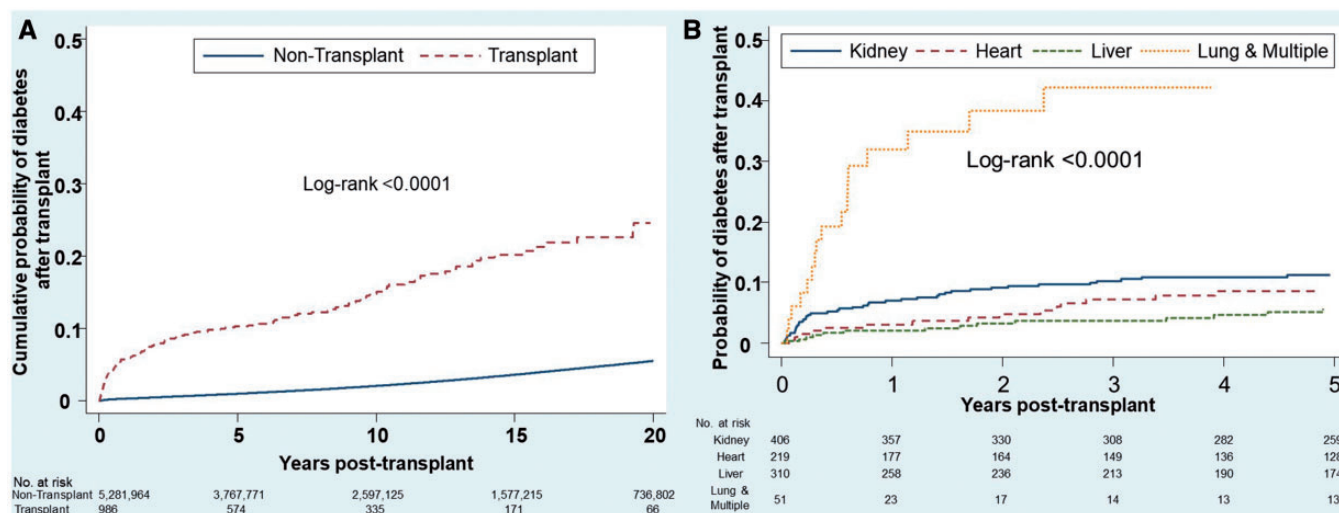 A
0.5
Non-Transplant Transplant
0.4
Cumulative probability of diabetes
after transplant
0.3
Log-rank <0.0001
0.2
0.1
0
0 5 10 15 20
Years post-transplant
No. at risk
Non-Transplant 5,281,964 3,767,771 2,597,125 1,577,215 736,802
Transplant 986 574 335 171 66
B
0.5
Kidney Heart Liver Lung & Multiple
0.4
Probability of diabetes after transplant
0.3
Log-rank <0.0001
0.2
0.1
0
0 1 2 3 4 5
Years post-transplant
No. at risk
Kidney 406 357 330 308 282 259
Heart 219 177 164 149 136 128
Liver 310 258 236 213 190 174
Lung &
Multiple 51 23 17 14 13 13